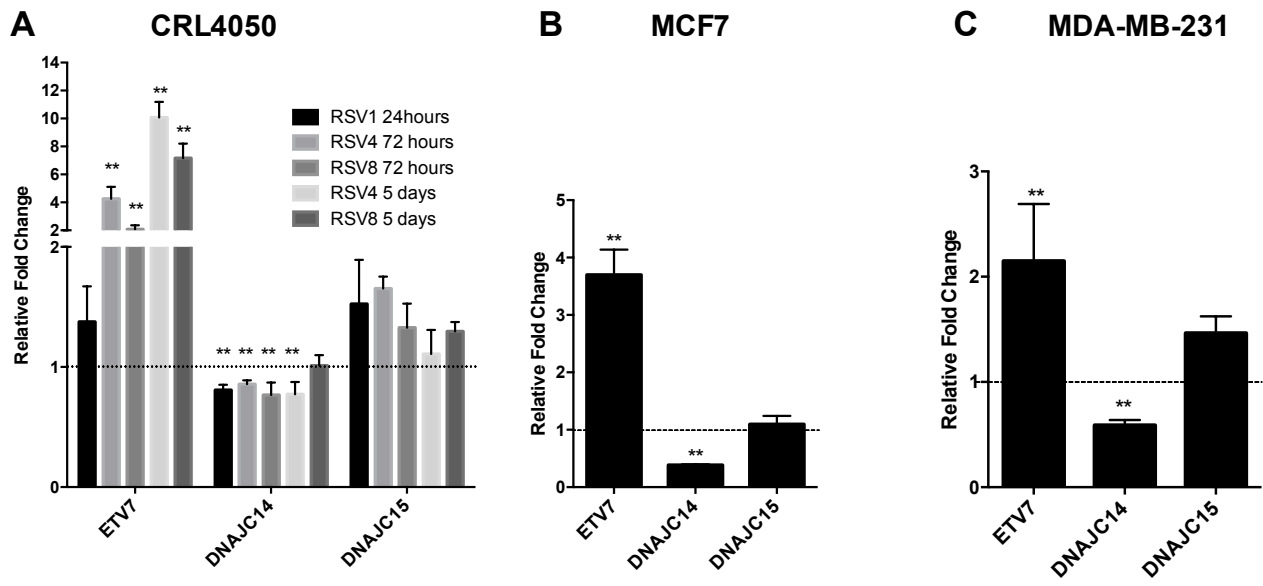 A CRL4050
Relative Fold Change
14
12
10
8
6
4
2
2
1
0
** ** ** **
** ** ** **
RSV1 24hours
RSV4 72 hours
RSV8 72 hours
RSV4 5 days
RSV8 5 days
ETV7
DNAJC14
DNAJC15
B MCF7
Relative Fold Change
5
4
3
2
1
0
**
**
ETV7
DNAJC14
DNAJC15
C MDA-MB-231
Relative Fold Change
3
2
1
0
**
**
ETV7
DNAJC14
DNAJC15